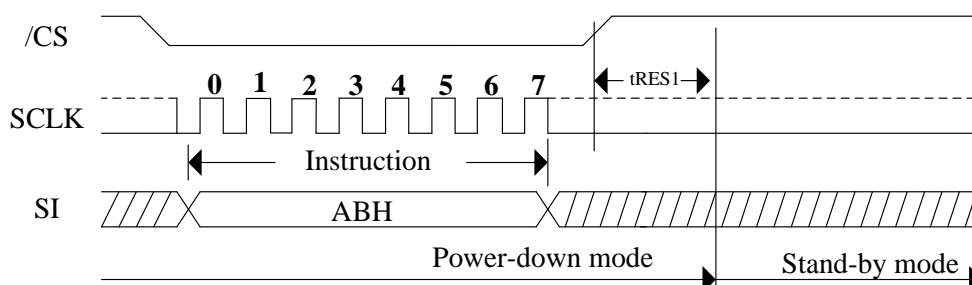 /CS
tRES1
0 1 2 3 4 5 6 7
SCLK
Instruction
SI
ABH
Power-down mode
Stand-by mode